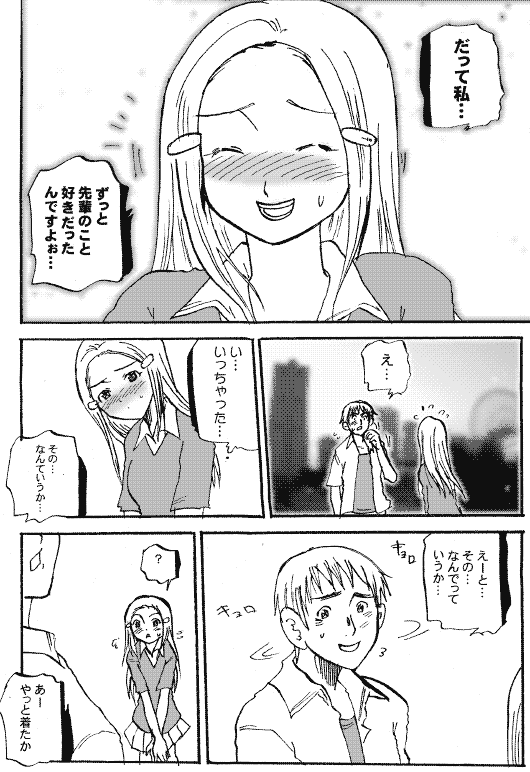 だって私…
ずっと
先輩のこと
好きだった
んですよぉ…
え…
い…
いっちゃった…
その…
なんていうか…
えーと…
その…
なんでって
いうか…
キョロ
キュロ
?
あー
やっと着たか